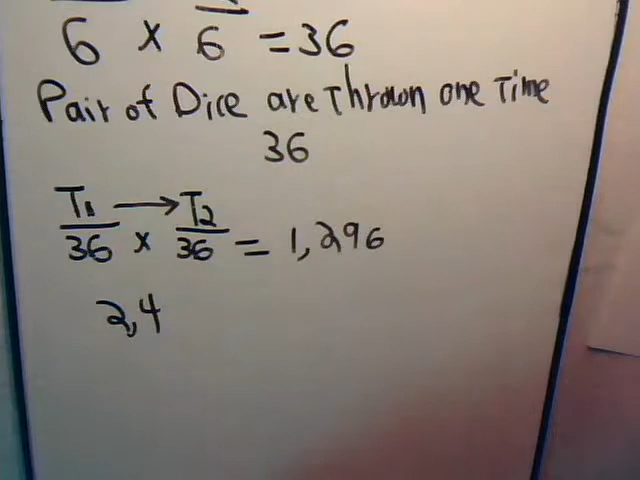 6 x 6 = 36
Pair of Dice are Thrown one Time
36
T1 → T2
36 x 36 = 1,296
2,4